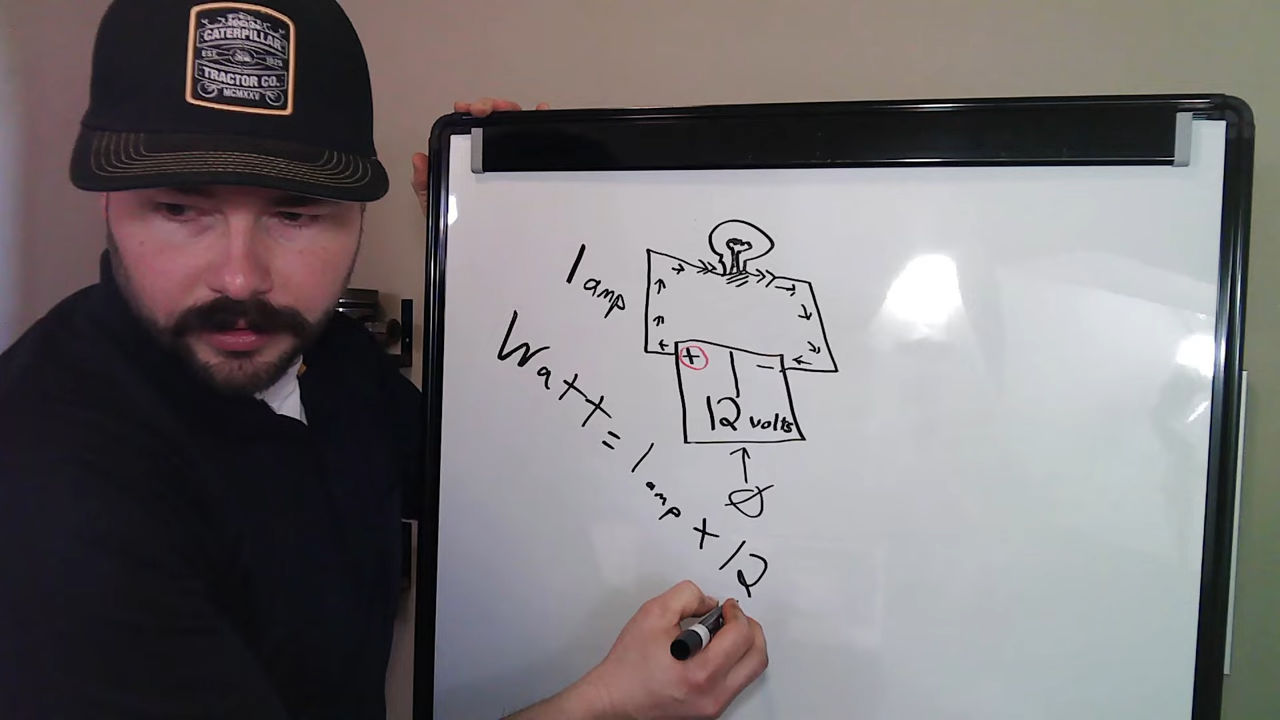 CATERPILLAR
EST. 1925
TRACTOR CO.
MCMXXV
1 amp
+ -
12 volts
Watt = 1 amp + 12